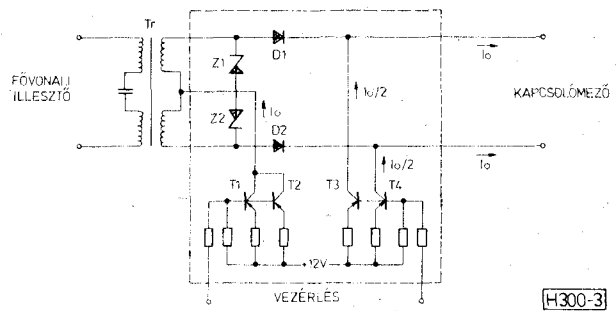 Tr
D1
Io
Z1
FŐVONALI
ILLESZTŐ
Io/2
KAPCSOLÓMEZŐ
Io
Z2
D2
Io
Io/2
T1
T2
T3
T4
+12V
VEZÉRLÉS
H300-3